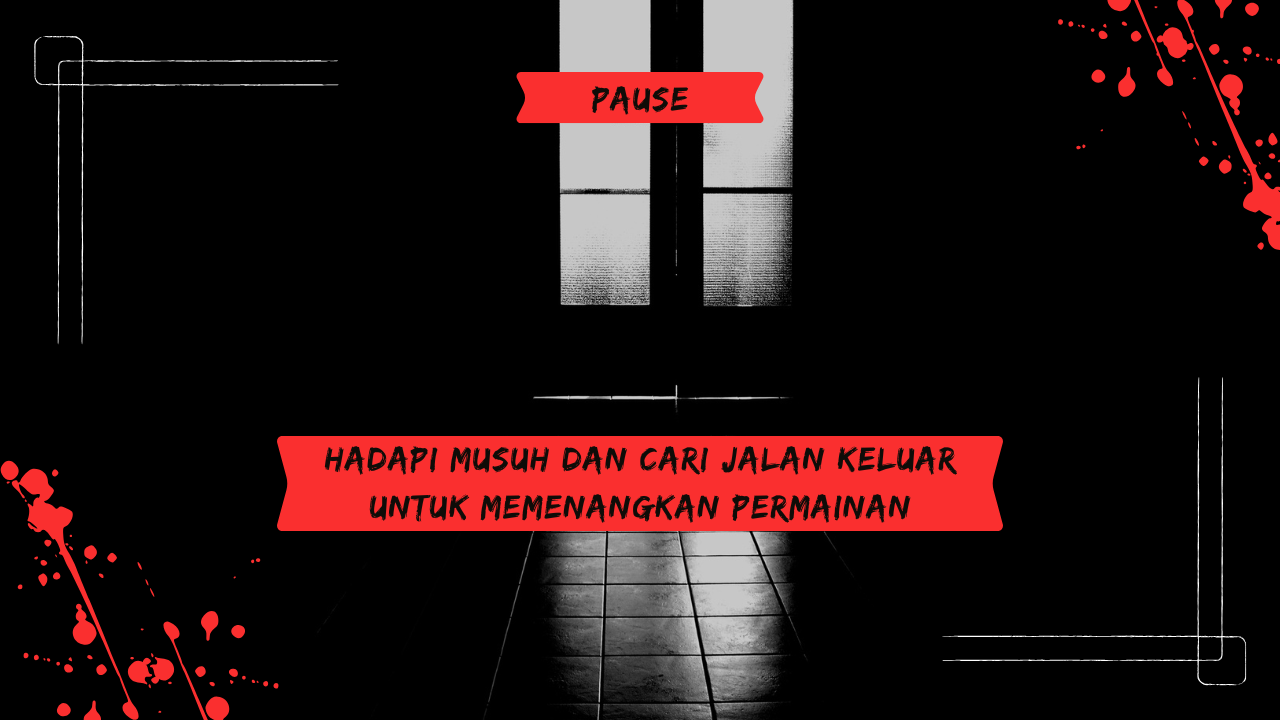 PAUSE
HADAPI MUSUH DAN CARI JALAN KELUAR
UNTUK MEMENANGKAN PERMAINAN